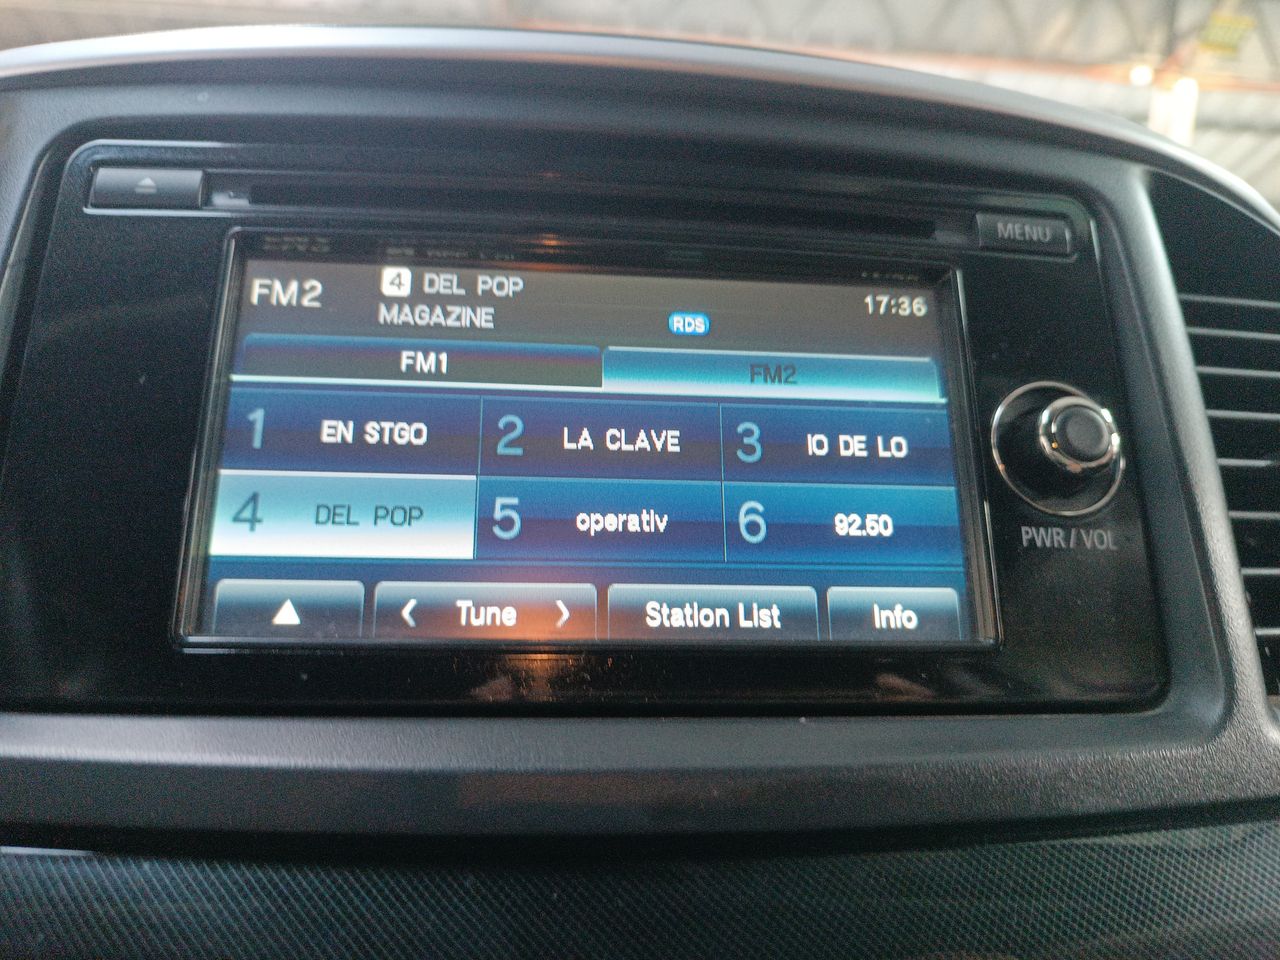 MENU
FM2
4 DEL POP
17:36
MAGAZINE
RDS
FM1
FM2
1 EN STGO
2 LA CLAVE
3 IO DE LO
4 DEL POP
5 operativ
6 92.50
Tune
Station List
Info
PWR/VOL